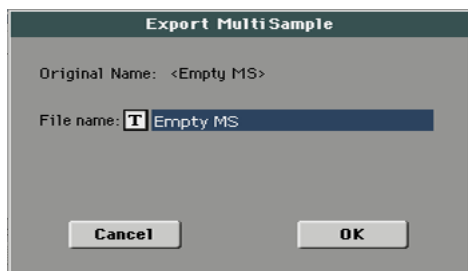 Export MultiSample
Original Name: <Empty MS>
File name: T Empty MS
Cancel OK